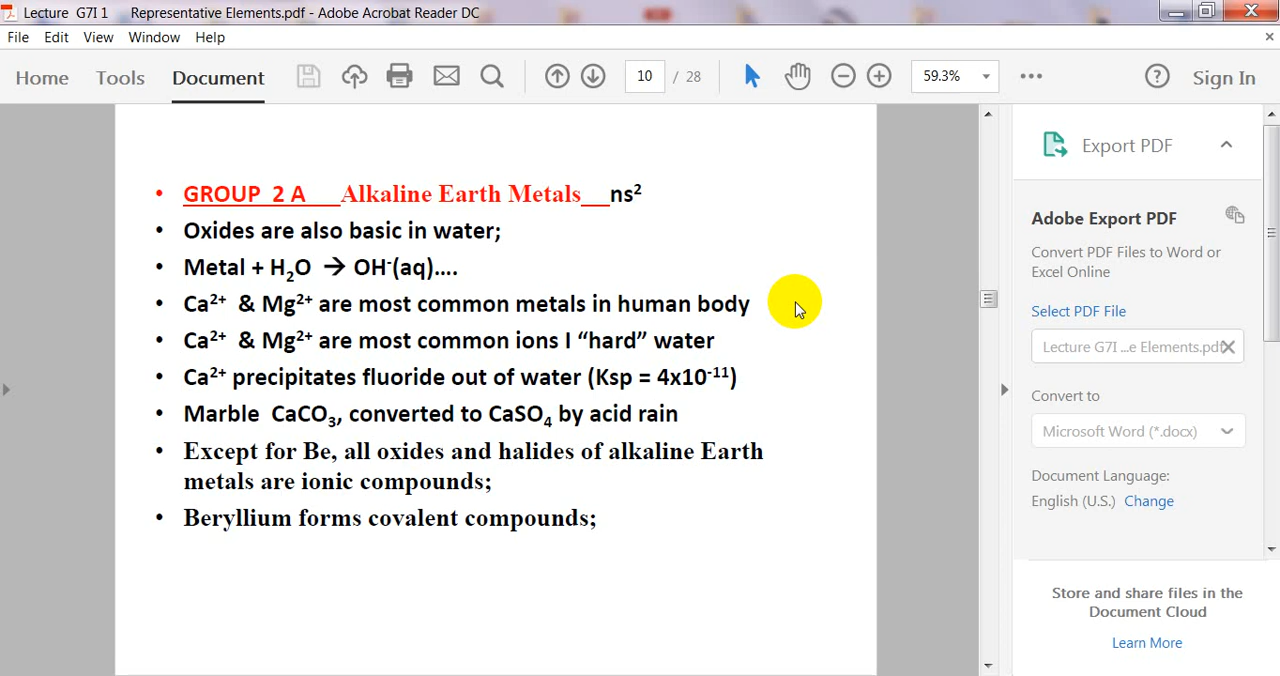 Lecture G7I 1 Representative Elements.pdf - Adobe Acrobat Reader DC
File Edit View Window Help
Home Tools Document 10 / 28 59.3% Sign In
• GROUP 2 A Alkaline Earth Metals__ns²
• Oxides are also basic in water;
• Metal + H₂O → OH⁻(aq)....
• Ca²⁺ & Mg²⁺ are most common metals in human body
• Ca²⁺ & Mg²⁺ are most common ions I “hard” water
• Ca²⁺ precipitates fluoride out of water (Ksp = 4x10⁻¹¹)
• Marble CaCO₃, converted to CaSO₄ by acid rain
• Except for Be, all oxides and halides of alkaline Earth
metals are ionic compounds;
• Beryllium forms covalent compounds;
Export PDF
Adobe Export PDF
Convert PDF Files to Word or
Excel Online
Select PDF File
Lecture G7I ...e Elements.pdf
Convert to
Microsoft Word (*.docx)
Document Language:
English (U.S.) Change
Store and share files in the
Document Cloud
Learn More